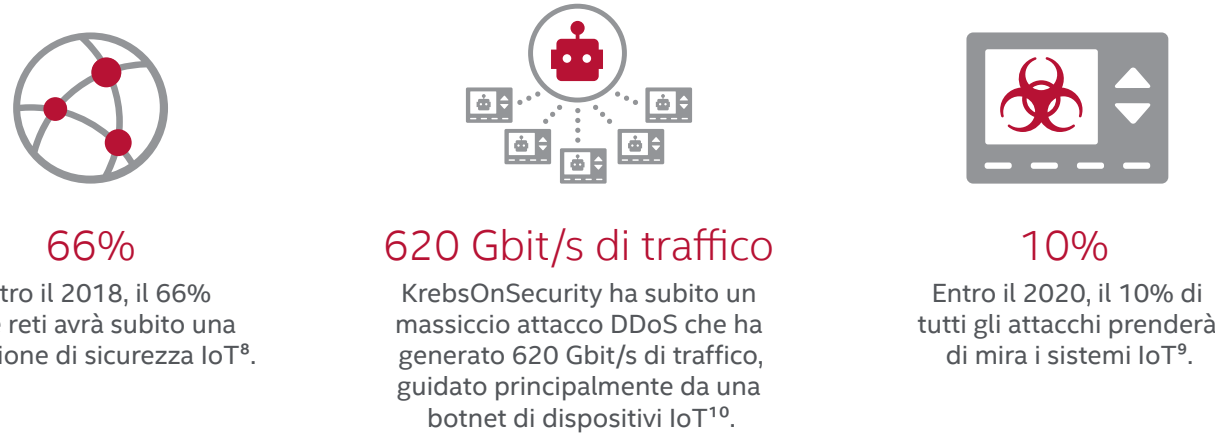 66%
tro il 2018, il 66%
reti avrà subito una
ione di sicurezza IoT⁸.
620 Gbit/s di traffico
KrebsOnSecurity ha subito un
massiccio attacco DDoS che ha
generato 620 Gbit/s di traffico,
guidato principalmente da una
botnet di dispositivi IoT¹⁰.
10%
Entro il 2020, il 10% di
tutti gli attacchi prenderà
di mira i sistemi IoT⁹.